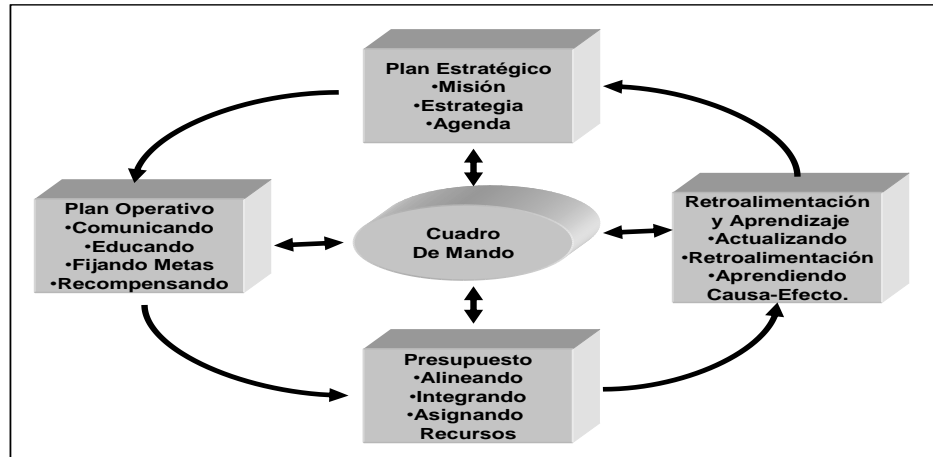 Plan Estratégico
•Misión
•Estrategia
•Agenda
Plan Operativo
•Comunicando
•Educando
•Fijando Metas
•Recompensando
Cuadro
De Mando
Retroalimentación
y Aprendizaje
•Actualizando
•Retroalimentación
•Aprendiendo
Causa-Efecto.
Presupuesto
•Alineando
•Integrando
•Asignando
Recursos